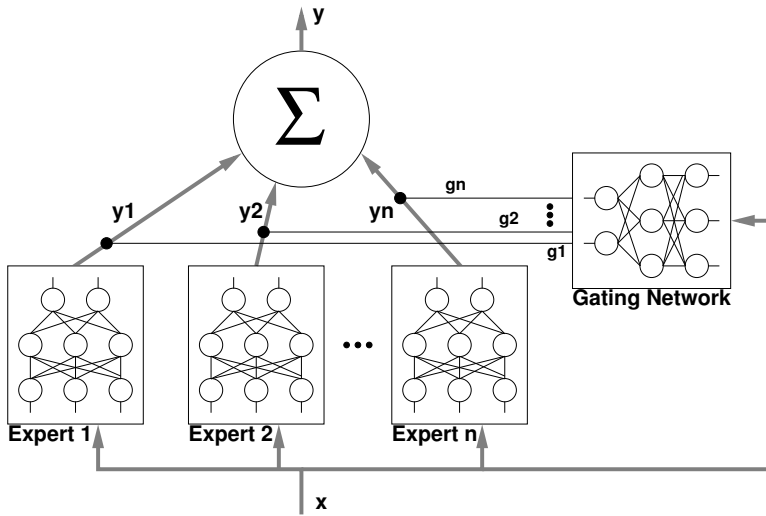 y
Σ
y1
y2
yn
gn
g2
g1
Gating Network
Expert 1
Expert 2
Expert n
x